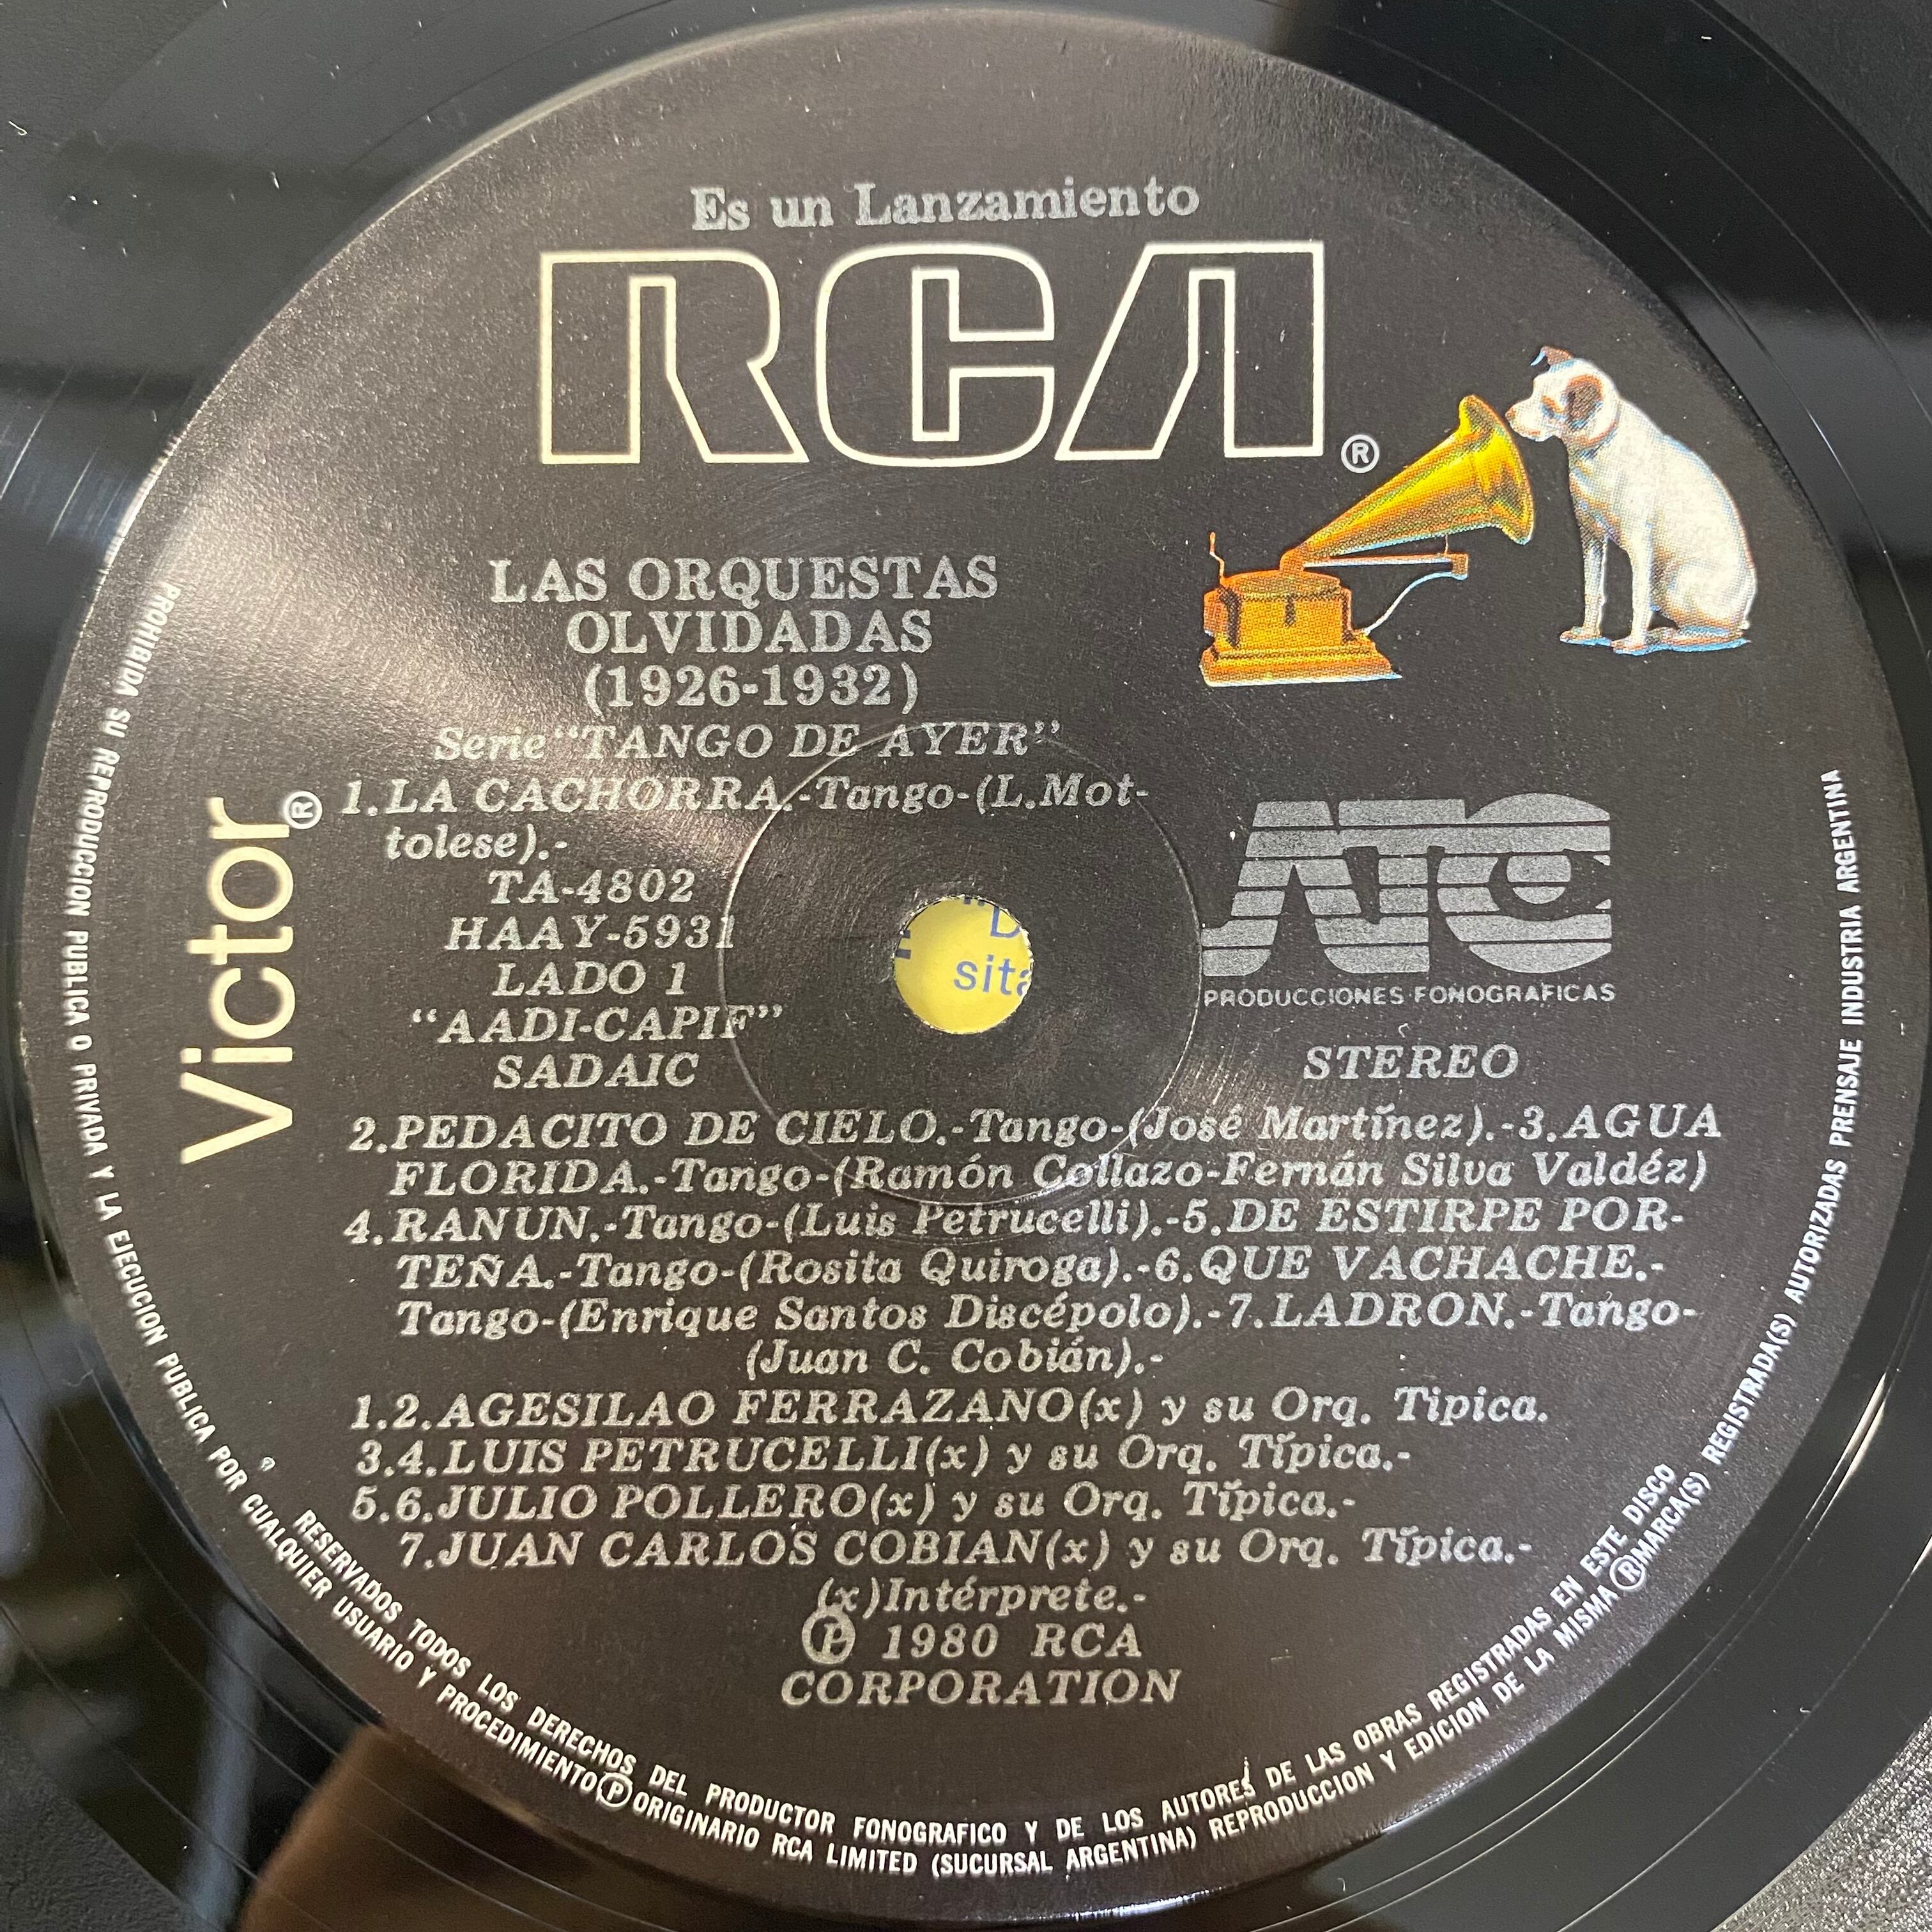 Es un Lanzamiento
RCA®
LAS ORQUESTAS
OLVIDADAS
(1926-1932)
Serie "TANGO DE AYER"
1.LA CACHORRA.-Tango-(L.Mot-
tolese).-
TA-4802
HAAY-5931
LADO 1
"AADI-CAPIF"
SADAIC
Victor®
ATC
PRODUCCIONES·FONOGRAFICAS
STEREO
2.PEDACITO DE CIELO.-Tango-(José Martínez).-3.AGUA
FLORIDA.-Tango-(Ramón Collazo-Fernán Silva Valdéz)
4.RANUN.-Tango-(Luis Petrucelli).-5.DE ESTIRPE POR-
TEÑA.-Tango-(Rosita Quiroga).-6.QUE VACHACHE.-
Tango-(Enrique Santos Discépolo).-7.LADRON.-Tango-
(Juan C. Cobián).-
1.2.AGESILAO FERRAZANO(x) y su Orq. Tipica.
3.4.LUIS PETRUCELLI(x) y su Orq. Típica.-
5.6.JULIO POLLERO(x) y su Orq. Típica.-
7.JUAN CARLOS COBIAN(x) y su Orq. Típica.-
(x)Intérprete.-
Ⓟ 1980 RCA
CORPORATION
PROHIBIDA SU REPRODUCCION PUBLICA O PRIVADA Y LA EJECUCION PUBLICA POR CUALQUIER USUARIO Y PROCEDIMIENTO Ⓟ ORIGINARIO RCA LIMITED (SUCURSAL ARGENTINA) REPRODUCCION Y EDICION DE LA MISMA ® MARCA(S) REGISTRADA(S) AUTORIZADAS PRENSAJE INDUSTRIA ARGENTINA
RESERVADOS TODOS LOS DERECHOS DEL PRODUCTOR FONOGRAFICO Y DE LOS AUTORES DE LAS OBRAS REGISTRADAS EN ESTE DISCO